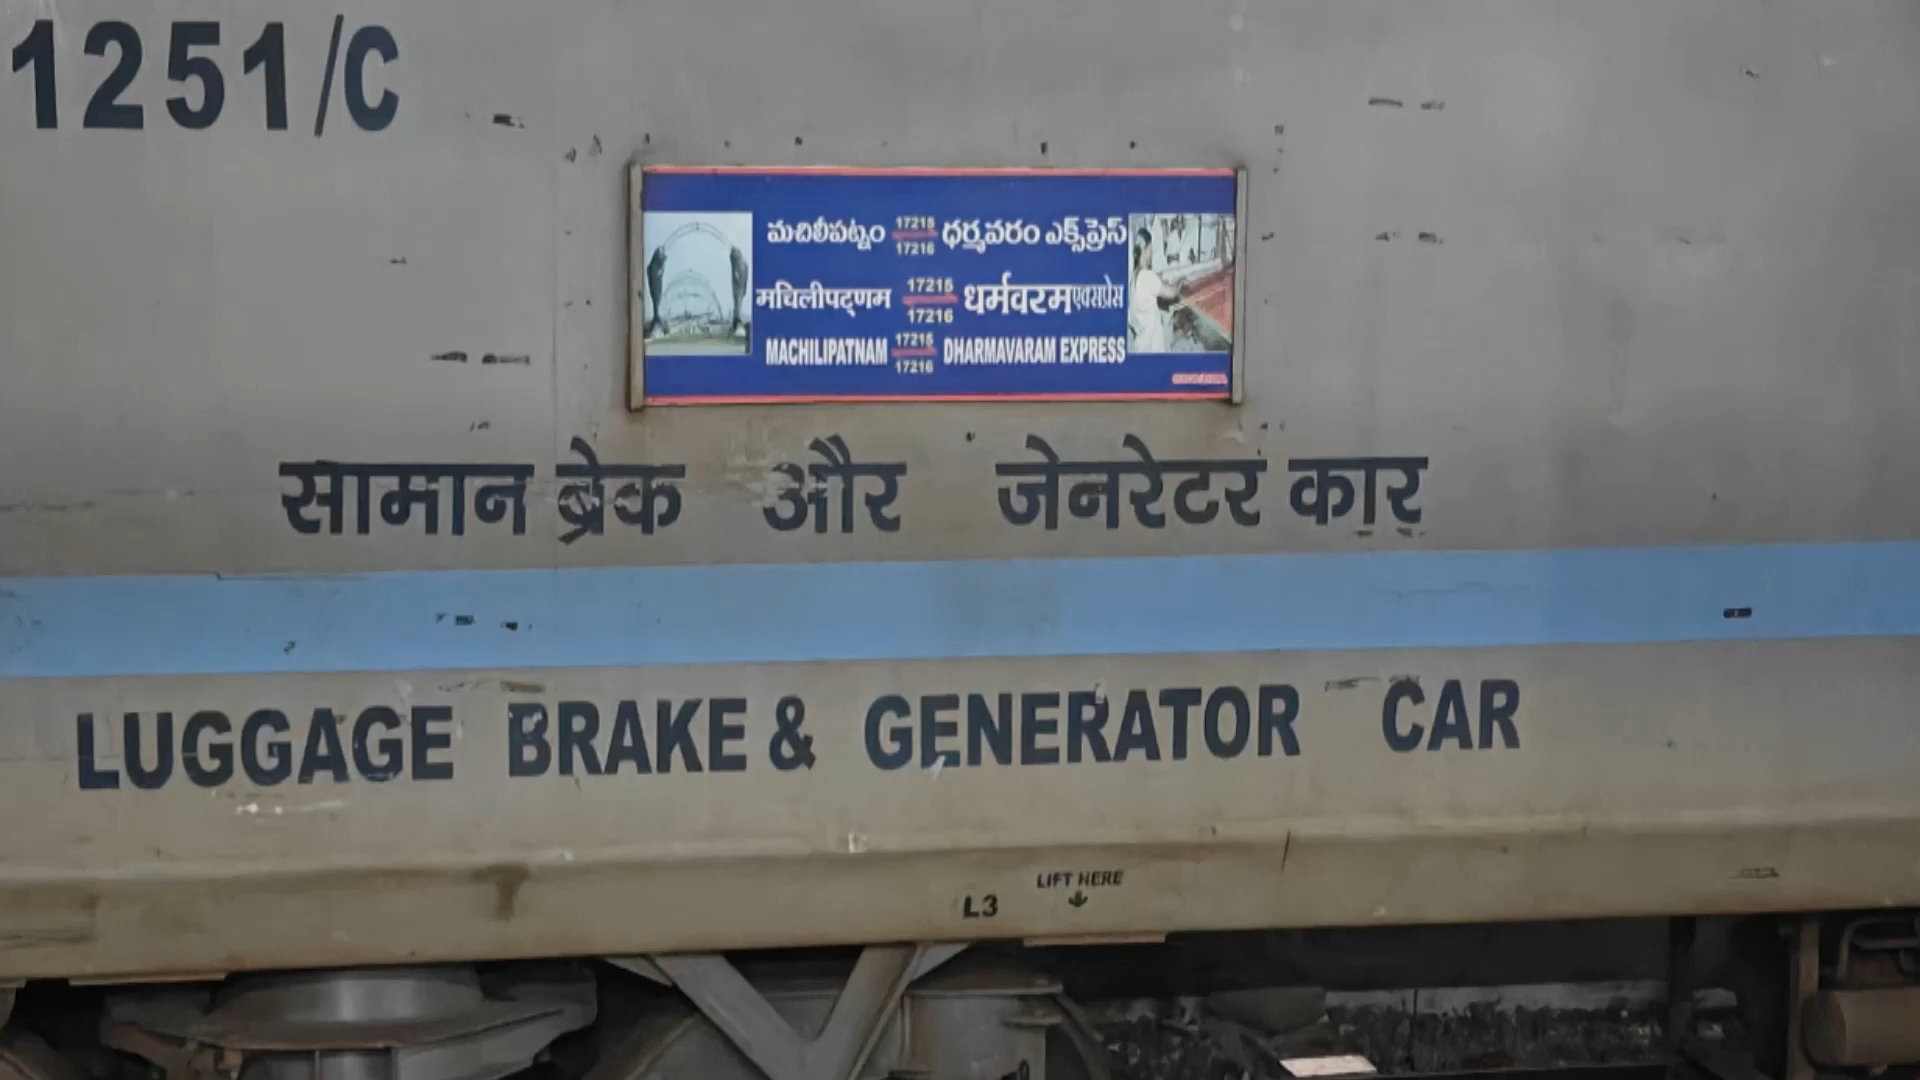 1251/C
మచిలీపట్నం 17215 17216 ధర్మవరం ఎక్స్‌ప్రెస్
मचिलीपट्णम 17215 17216 धर्मवरम एक्सप्रेस
MACHILIPATNAM 17215 17216 DHARMAVARAM EXPRESS
सामान ब्रेक और जेनरेटर कार
LUGGAGE BRAKE & GENERATOR CAR
LIFT HERE
L3